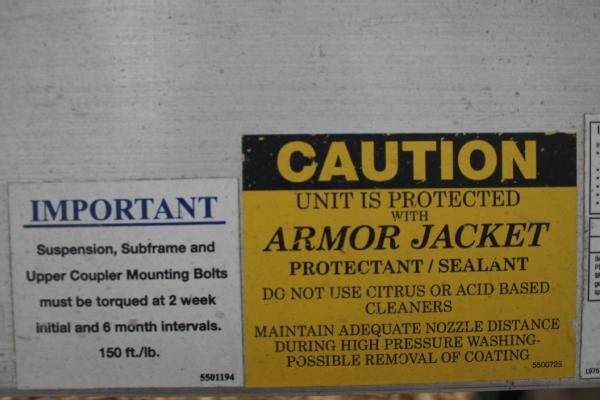 IMPORTANT
Suspension, Subframe and
Upper Coupler Mounting Bolts
must be torqued at 2 week
initial and 6 month intervals.
150 ft./lb.
5501194
CAUTION
UNIT IS PROTECTED
WITH
ARMOR JACKET
PROTECTANT / SEALANT
DO NOT USE CITRUS OR ACID BASED
CLEANERS
MAINTAIN ADEQUATE NOZZLE DISTANCE
DURING HIGH PRESSURE WASHING-
POSSIBLE REMOVAL OF COATING
5500725